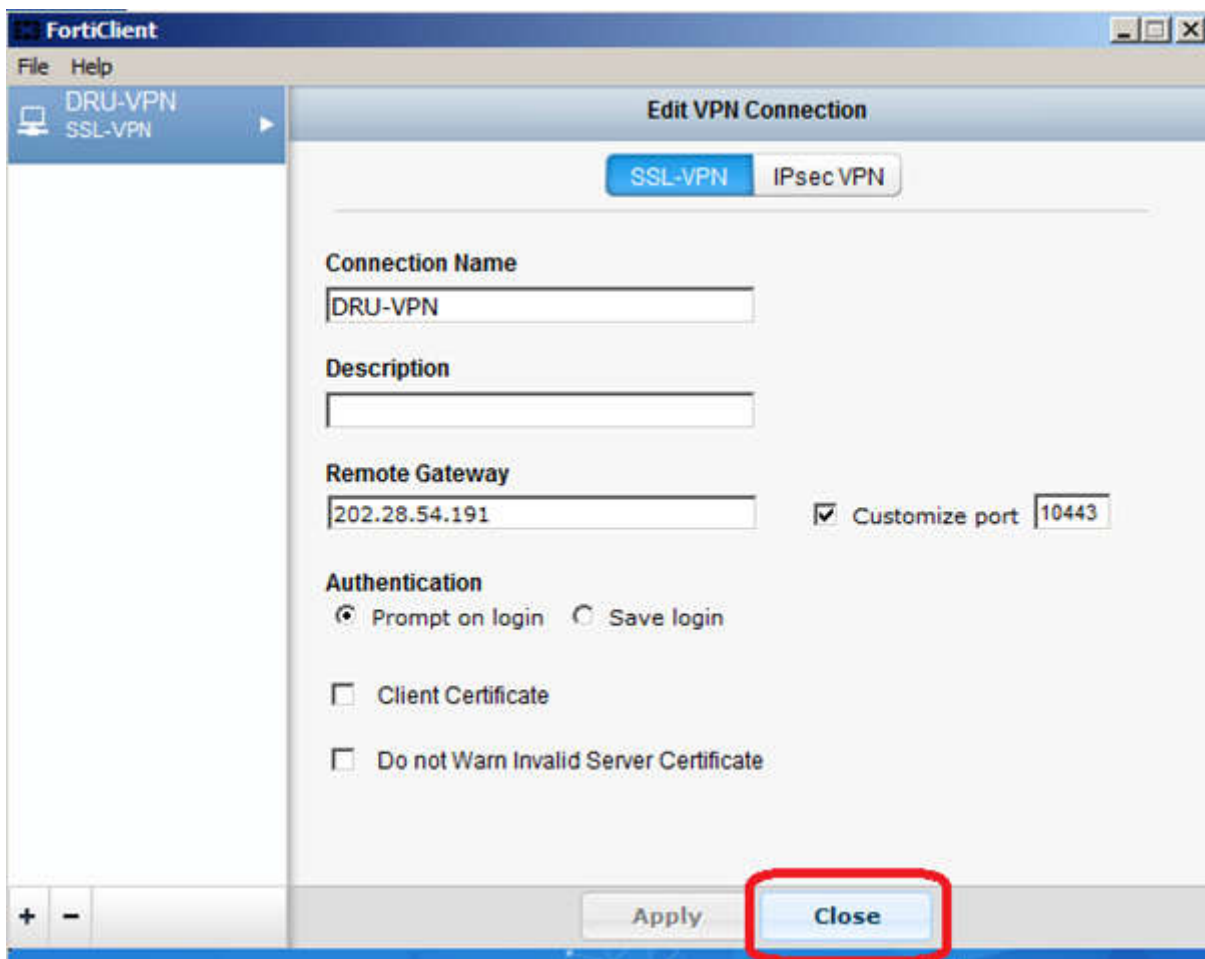 FortiClient
File Help
DRU-VPN
SSL-VPN
Edit VPN Connection
SSL-VPN IPsec VPN
Connection Name
DRU-VPN
Description
Remote Gateway
202.28.54.191 Customize port 10443
Authentication
Prompt on login Save login
Client Certificate
Do not Warn Invalid Server Certificate
+ - Apply Close